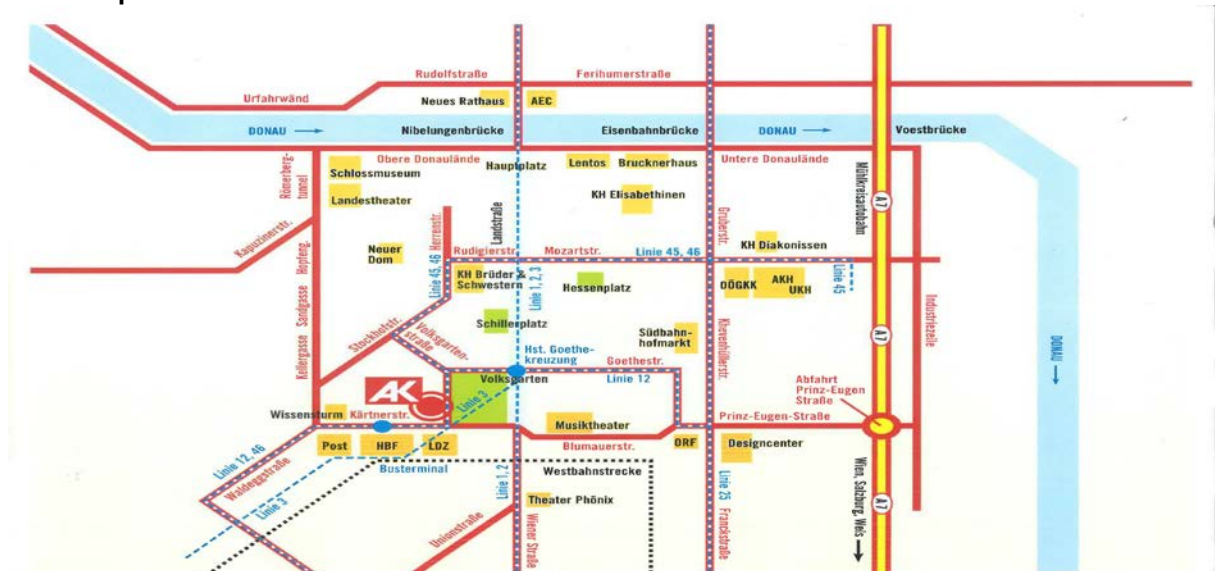 Rudolfstraße
Ferihumerstraße
Urfahrwänd
Neues Rathaus
AEC
DONAU
Nibelungenbrücke
Eisenbahnbrücke
DONAU
Voestbrücke
Römerberg-
tunnel
Obere Donaulände
Schlossmuseum
Landestheater
Hauptplatz
Lentos
Brucknerhaus
Untere Donaulände
KH Elisabethinen
Mühlkreisautobahn
A7
Kapuzinerstr.
Hopfeng.
Sandgasse
Kellergasse
Neuer
Dom
Herrenstr.
Linie 45, 46
Landstraße
Rudigierstr.
Mozartstr.
Linie 45, 46
Gruberstr.
KH Diakonissen
KH Brüder &
Schwestern
Linie 1, 2, 3
Hessenplatz
OÖGKK
AKH
UKH
Linie 45
Industriezeile
Schillerplatz
Stockhofstr.
Volksgarten-
straße
Südbahn-
hofmarkt
Khevenhüllerstr.
A7
DONAU
Hst. Goethe-
kreuzung
Goethestr.
Volksgarten
Linie 12
AK
Linie 3
Abfahrt
Prinz-Eugen
Straße
Wissensturm
Kärtnerstr.
Musiktheater
Prinz-Eugen-Straße
Post
HBF
LDZ
Blumauerstr.
ORF
Designcenter
Linie 12, 46
Waldeggstraße
Busterminal
Westbahnstrecke
Linie 3
Linie 1, 2
Theater Phönix
Linie 25
Unionstraße
Wiener Straße
Franckstraße
Wien, Salzburg, Wels
A7